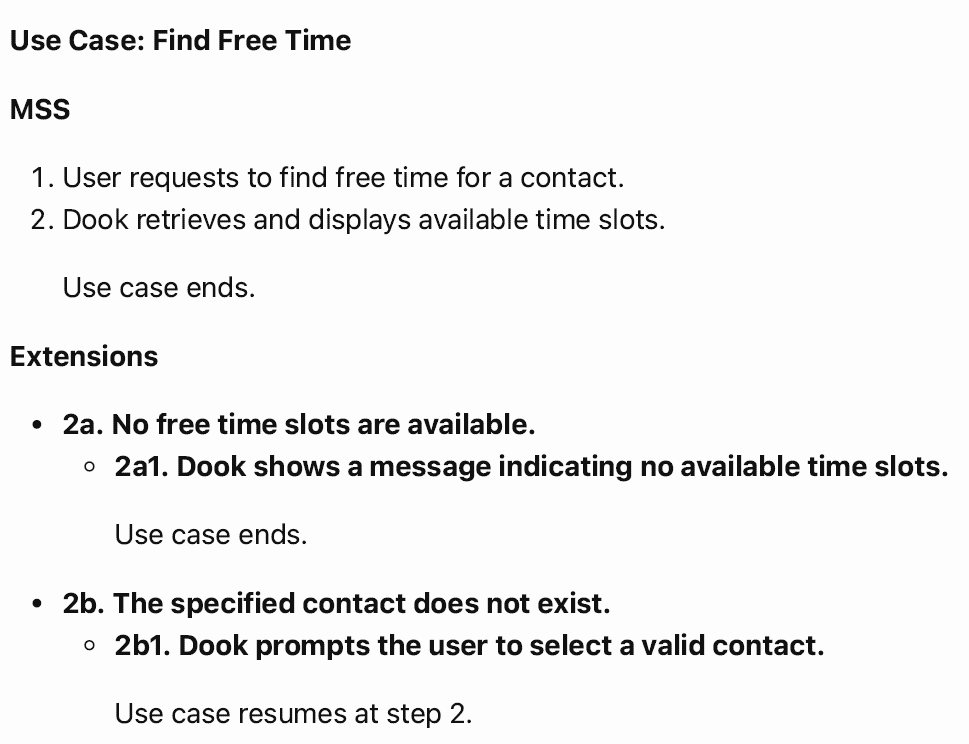 Use Case: Find Free Time
MSS
1. User requests to find free time for a contact.
2. Dook retrieves and displays available time slots.
Use case ends.
Extensions
• 2a. No free time slots are available.
◦ 2a1. Dook shows a message indicating no available time slots.
Use case ends.
• 2b. The specified contact does not exist.
◦ 2b1. Dook prompts the user to select a valid contact.
Use case resumes at step 2.